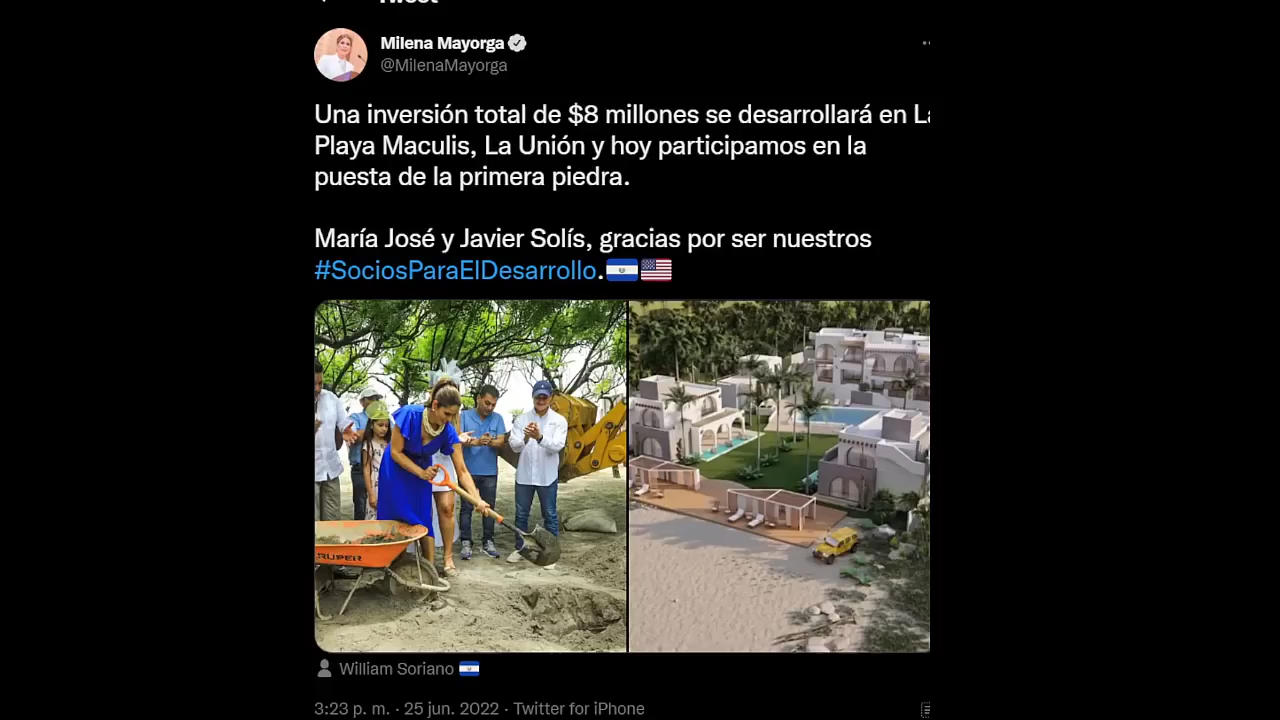 Tweet
Milena Mayorga
@MilenaMayorga
Una inversión total de $8 millones se desarrollará en La
Playa Maculis, La Unión y hoy participamos en la
puesta de la primera piedra.
María José y Javier Solís, gracias por ser nuestros
#SociosParaElDesarrollo.
TRUPER
William Soriano
3:23 p. m. · 25 jun. 2022 · Twitter for iPhone